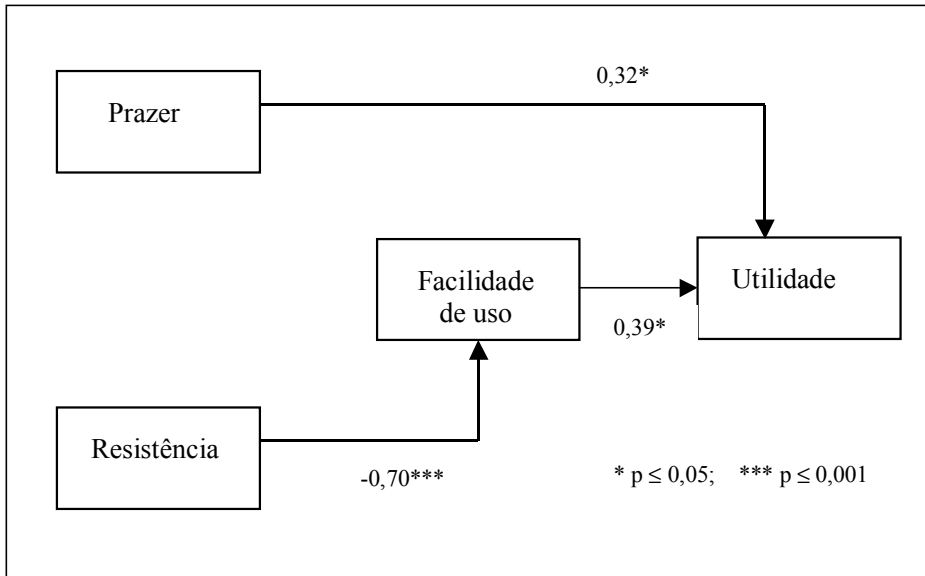 0,32*
Prazer
Facilidade
de uso
Utilidade
0,39*
Resistência
-0,70***
* p ≤ 0,05; *** p ≤ 0,001